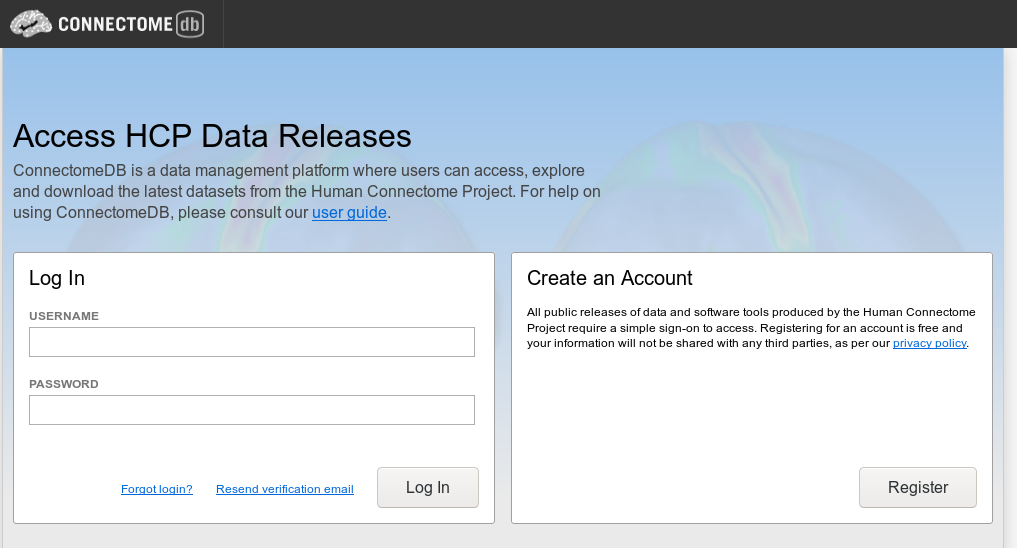 CONNECTOME db
Access HCP Data Releases
ConnectomeDB is a data management platform where users can access, explore
and download the latest datasets from the Human Connectome Project. For help on
using ConnectomeDB, please consult our user guide.
Log In
USERNAME
PASSWORD
Forgot login?
Resend verification email
Log In
Create an Account
All public releases of data and software tools produced by the Human Connectome
Project require a simple sign-on to access. Registering for an account is free and
your information will not be shared with any third parties, as per our privacy policy.
Register